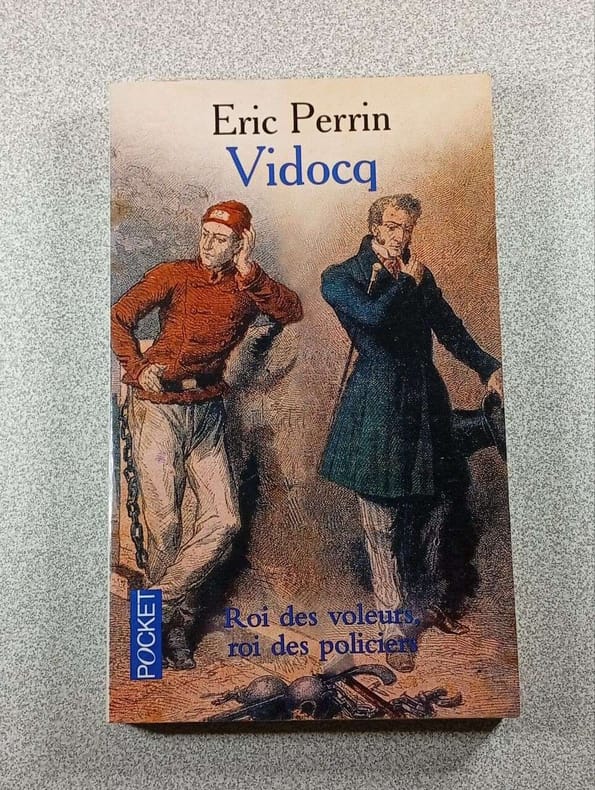 Eric Perrin
Vidocq
Roi des voleurs,
roi des policiers
POCKET